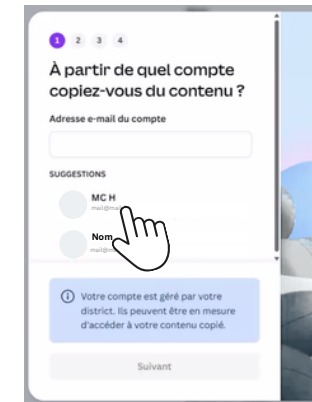 1 2 3 4
À partir de quel compte
copiez-vous du contenu ?
Adresse e-mail du compte
SUGGESTIONS
MC H
Nom
Votre compte est géré par votre
district. Ils peuvent être en mesure
d'accéder à votre contenu copié.
Suivant